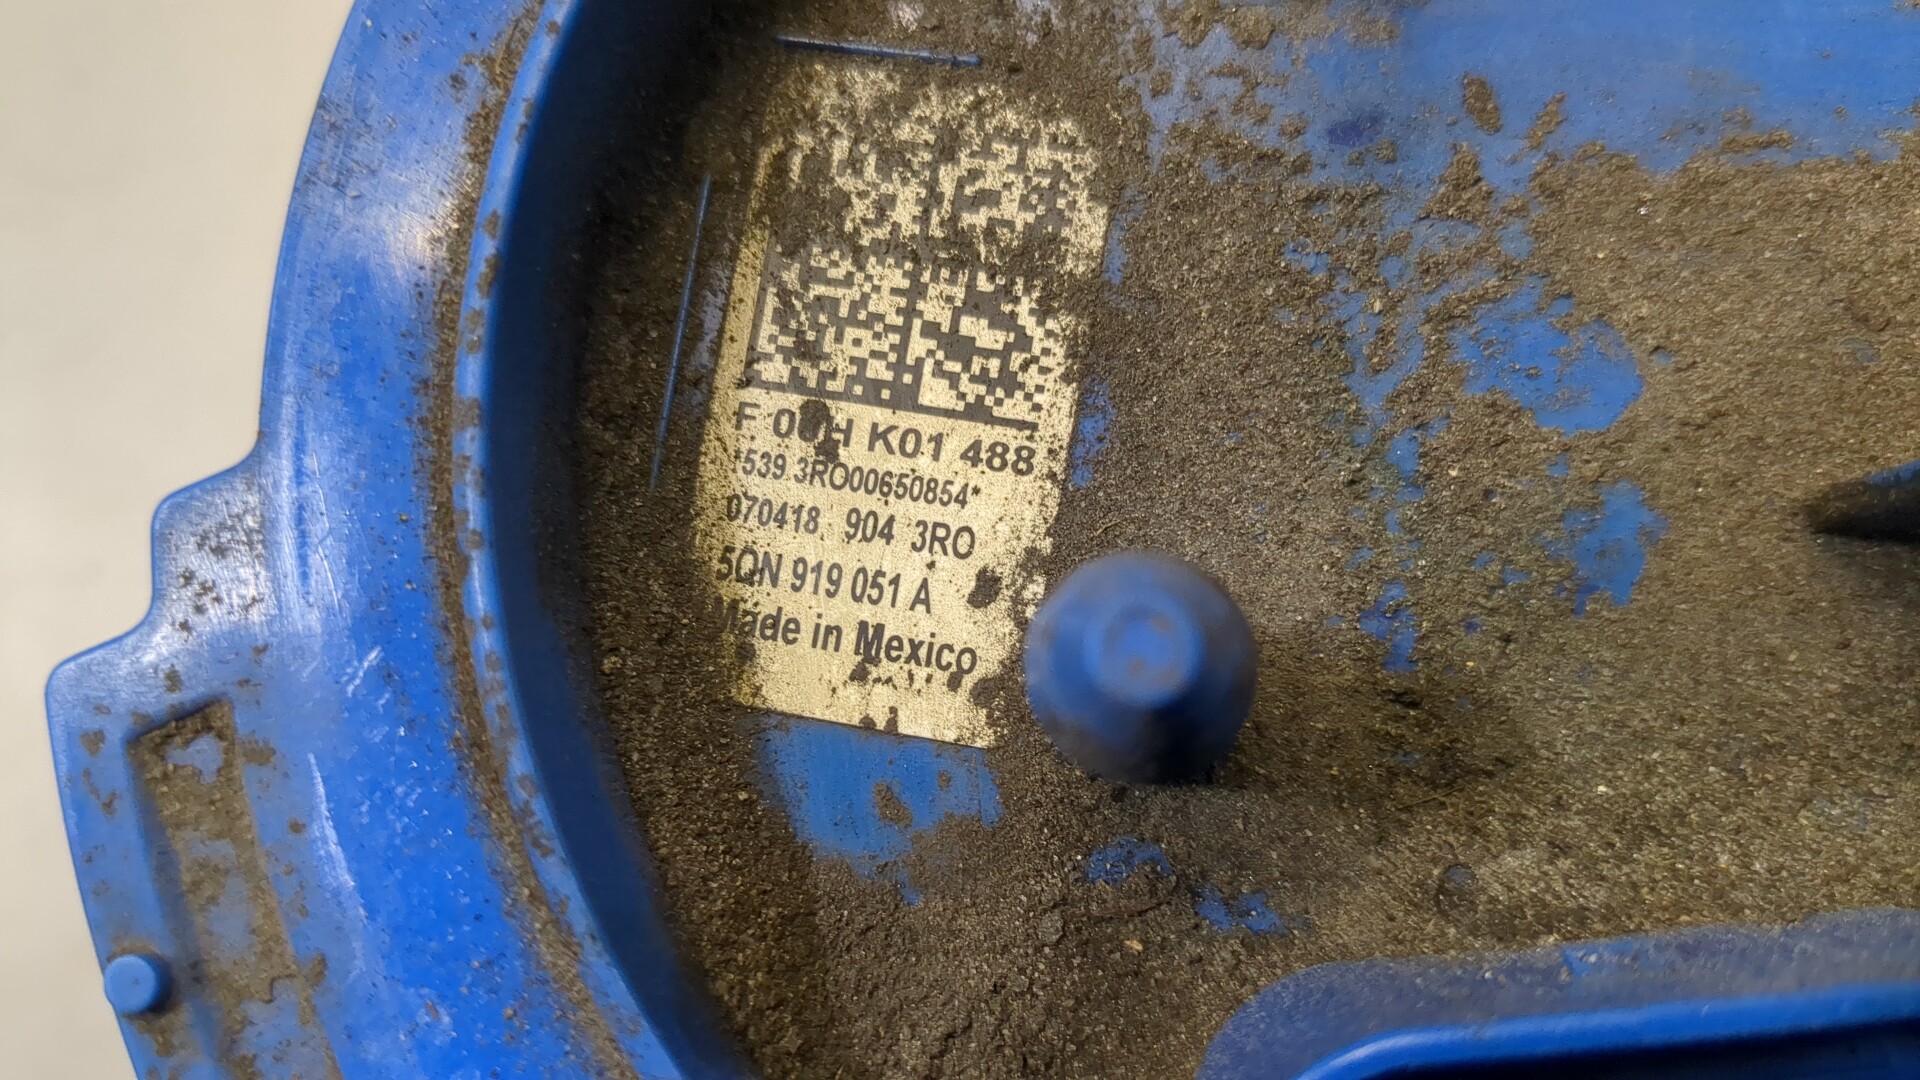 F 00H K01 488
*539 3RO00650854*
070418 904 3RO
5QN 919 051 A
Made in Mexico